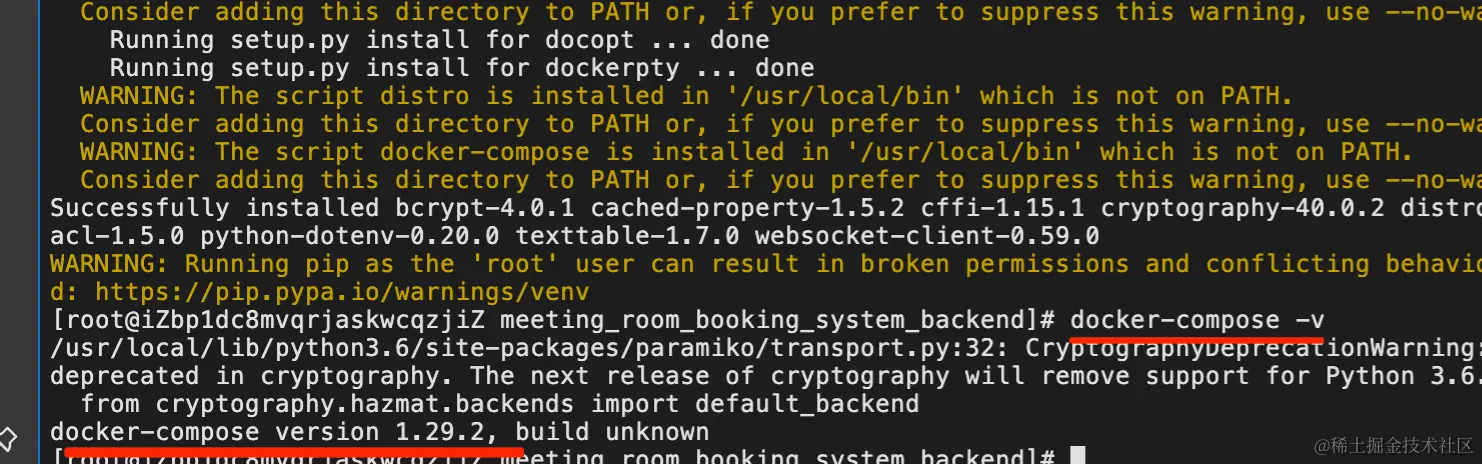 Consider adding this directory to PATH or, if you prefer to suppress this warning, use --no-wa
Running setup.py install for docopt ... done
Running setup.py install for dockerpty ... done
WARNING: The script distro is installed in '/usr/local/bin' which is not on PATH.
Consider adding this directory to PATH or, if you prefer to suppress this warning, use --no-wa
WARNING: The script docker-compose is installed in '/usr/local/bin' which is not on PATH.
Consider adding this directory to PATH or, if you prefer to suppress this warning, use --no-wa
Successfully installed bcrypt-4.0.1 cached-property-1.5.2 cffi-1.15.1 cryptography-40.0.2 distro
acl-1.5.0 python-dotenv-0.20.0 texttable-1.7.0 websocket-client-0.59.0
WARNING: Running pip as the 'root' user can result in broken permissions and conflicting behavio
d: https://pip.pypa.io/warnings/venv
[root@iZbp1dc8mvqrjaskwcqzjiZ meeting_room_booking_system_backend]# docker-compose -v
/usr/local/lib/python3.6/site-packages/paramiko/transport.py:32: CryptographyDeprecationWarning:
deprecated in cryptography. The next release of cryptography will remove support for Python 3.6.
from cryptography.hazmat.backends import default_backend
docker-compose version 1.29.2, build unknown
[root@iZbp1dc8mvqrjaskwcqzjiZ meeting_room_booking_system_backend]#
@稀土掘金技术社区